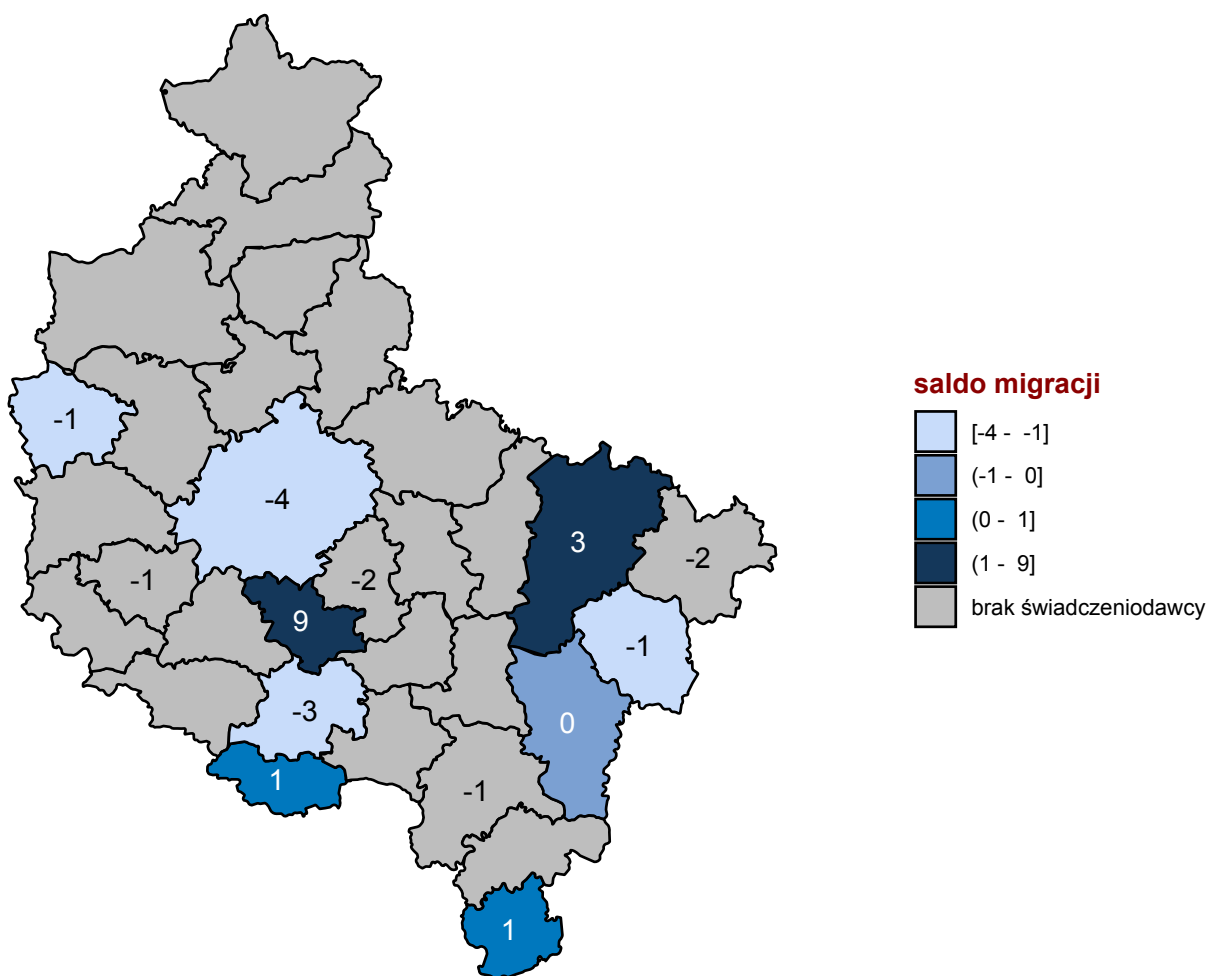 -1
-4
3
-2
-1
-2
9
-1
-3
0
1
-1
1
saldo migracji
[-4 - -1]
(-1 - 0]
(0 - 1]
(1 - 9]
brak świadczeniodawcy